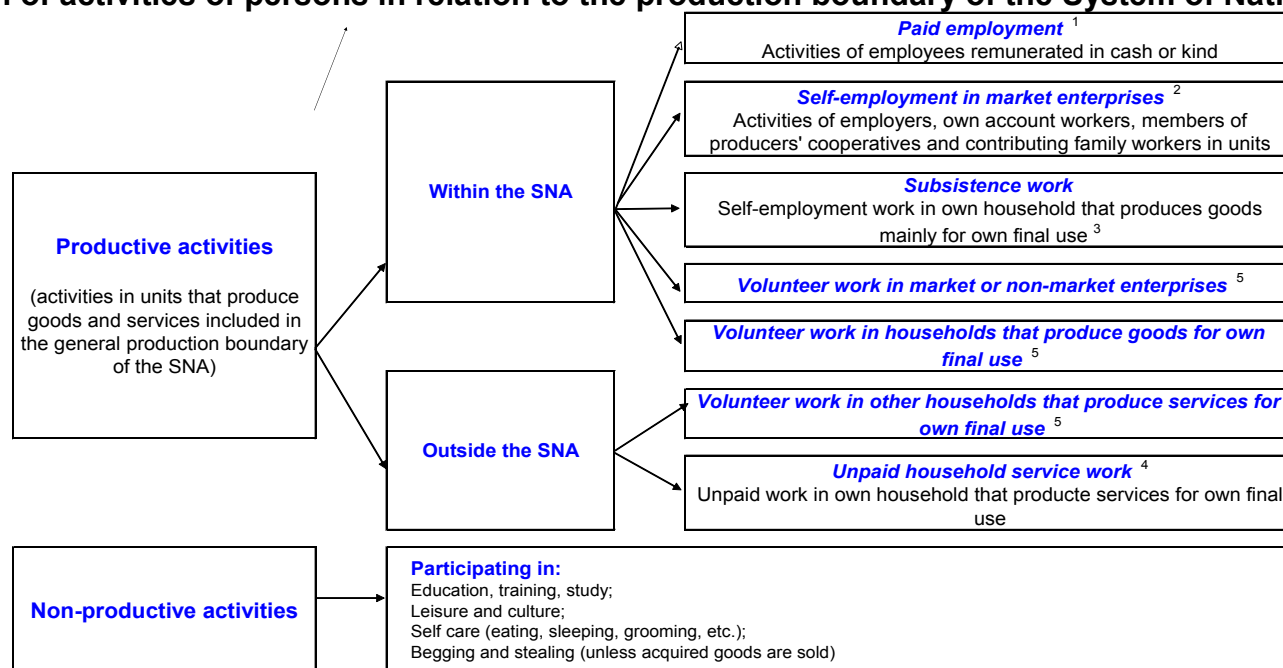 of activities of persons in relation to the production boundary of the System of Nati
Paid employment 1
Activities of employees remunerated in cash or kind
Self-employment in market enterprises 2
Activities of employers, own account workers, members of
producers' cooperatives and contributing family workers in units
Within the SNA
Subsistence work
Self-employment work in own household that produces goods
mainly for own final use 3
Productive activities
(activities in units that produce
goods and services included in
the general production boundary
of the SNA)
Volunteer work in market or non-market enterprises 5
Volunteer work in households that produce goods for own
final use 5
Outside the SNA
Volunteer work in other households that produce services for
own final use 5
Unpaid household service work 4
Unpaid work in own household that producte services for own final
use
Non-productive activities
Participating in:
Education, training, study;
Leisure and culture;
Self care (eating, sleeping, grooming, etc.);
Begging and stealing (unless acquired goods are sold)